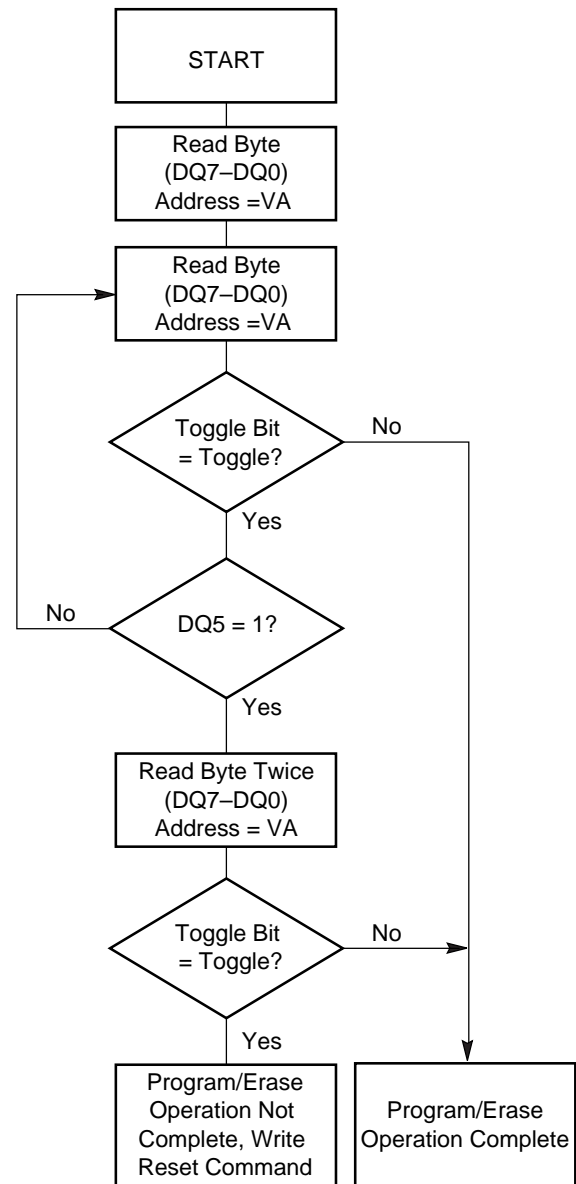 START
Read Byte
(DQ7–DQ0)
Address =VA
Read Byte
(DQ7–DQ0)
Address =VA
Toggle Bit
= Toggle?
No
Yes
No
DQ5 = 1?
Yes
Read Byte Twice
(DQ7–DQ0)
Address = VA
Toggle Bit
= Toggle?
No
Yes
Program/Erase
Operation Not
Complete, Write
Reset Command
Program/Erase
Operation Complete